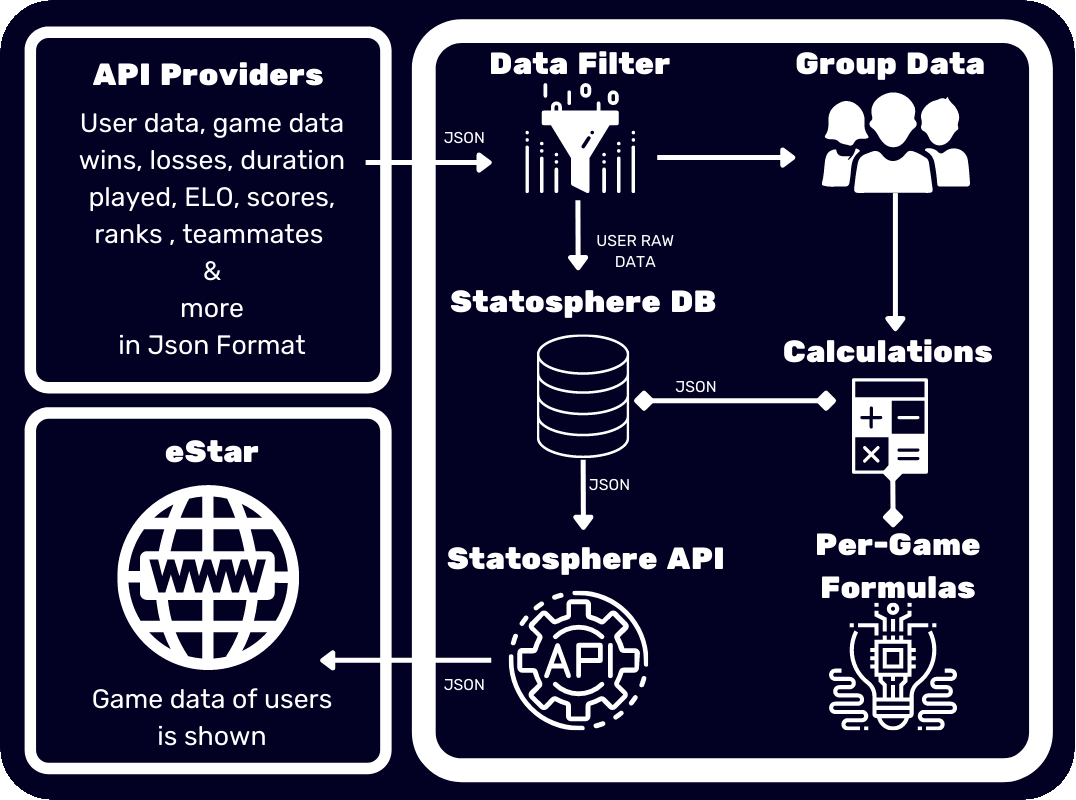 API Providers
User data, game data
wins, losses, duration
played, ELO, scores,
ranks , teammates
&
more
in Json Format
JSON
Data Filter
Group Data
USER RAW
DATA
Statosphere DB
Calculations
JSON
JSON
Per-Game
Formulas
Statosphere API
API
JSON
eStar
WWW
Game data of users
is shown